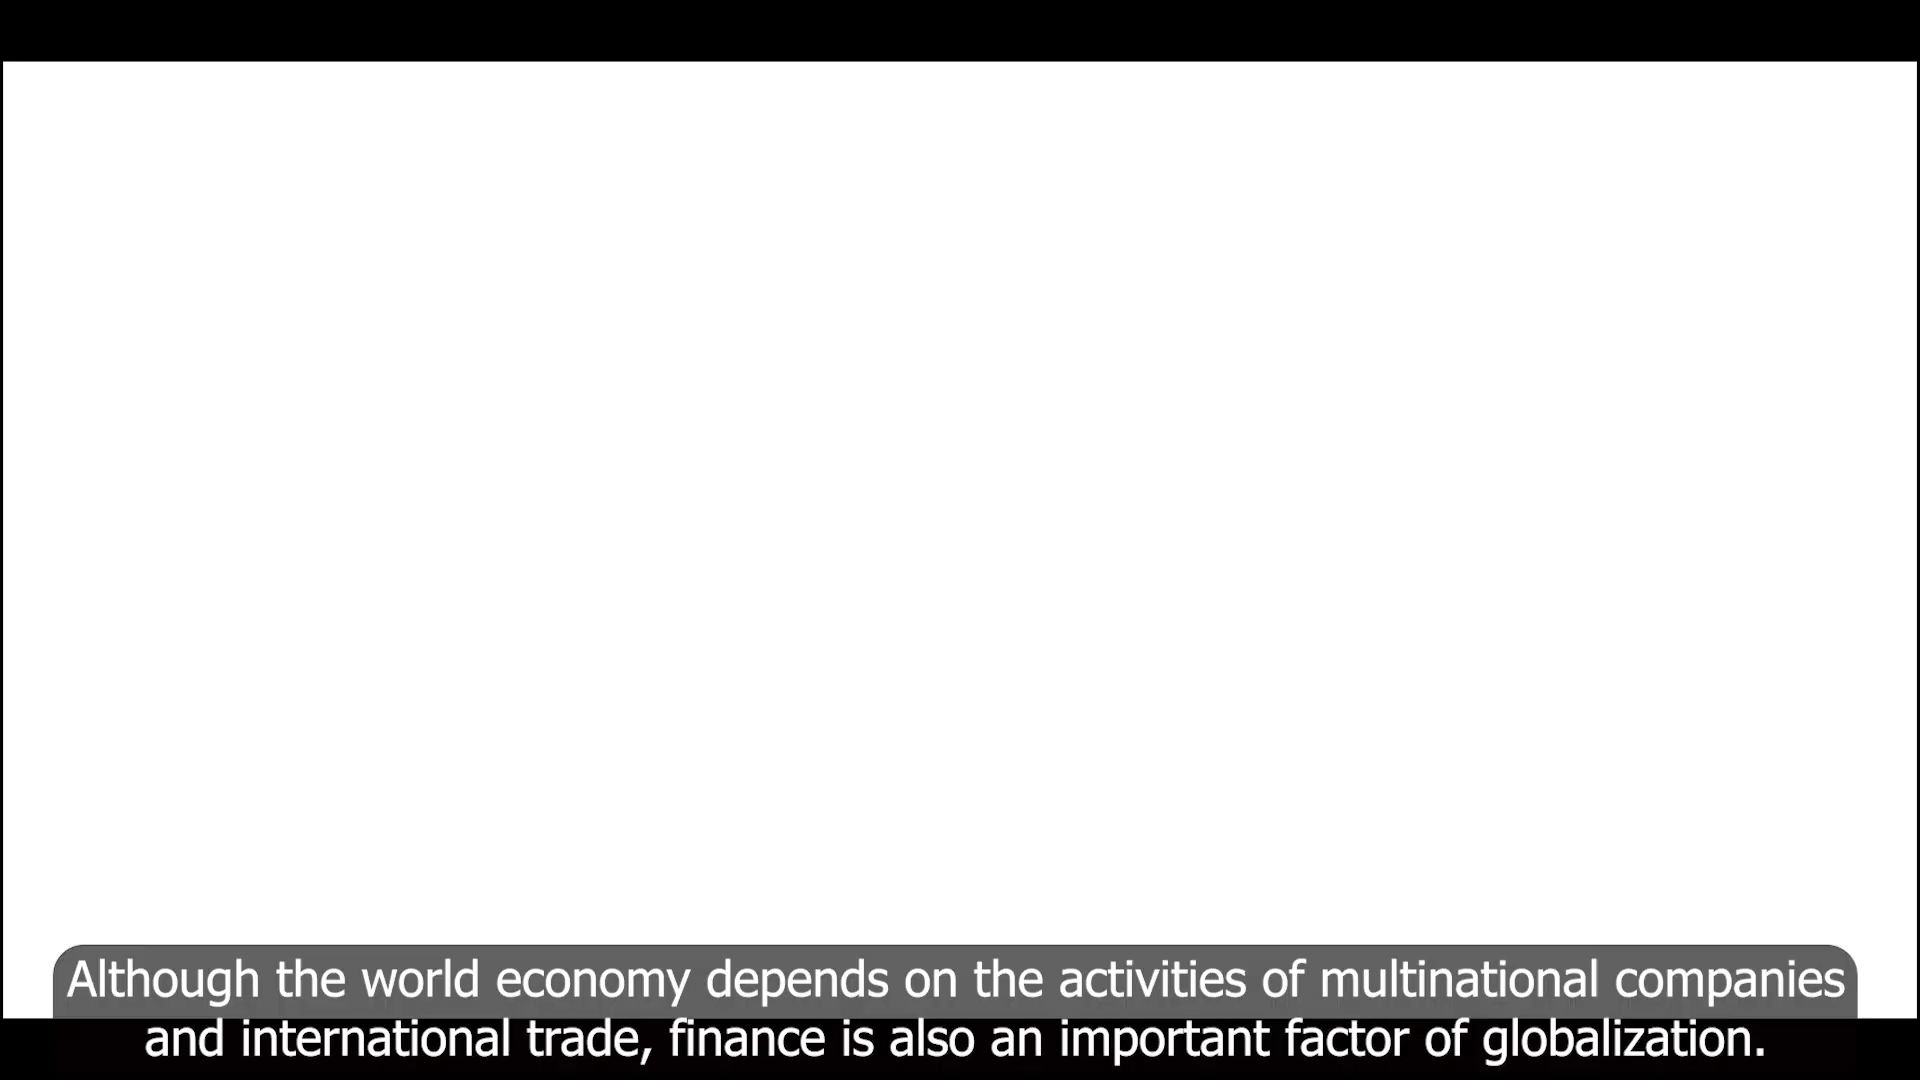 Although the world economy depends on the activities of multinational companies
and international trade, finance is also an important factor of globalization.